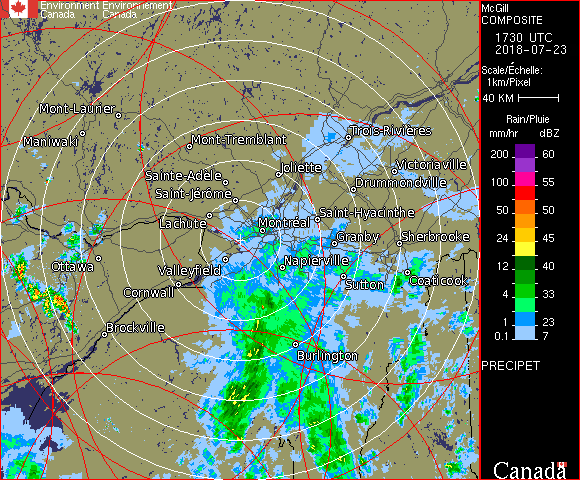 Environment Environnement
Canada Canada
McGill
COMPOSITE
1730 UTC
2018-07-23
Scale/Échelle:
1km/Pixel
40 KM
Rain/Pluie
mm/hr dBZ
200 60
100 55
50 50
24 45
12 40
8 37
4 33
1 23
0.1 7
PRECIPET
Canada
Mont-Laurier
Maniwaki
Mont-Tremblant
Trois-Rivières
Joliette
Victoriaville
Sainte-Adèle
Drummondville
Saint-Jérôme
Saint-Hyacinthe
Lachute
Montréal
Granby
Sherbrooke
Ottawa
Valleyfield
Napierville
Coaticook
Sutton
Cornwall
Brockville
Burlington